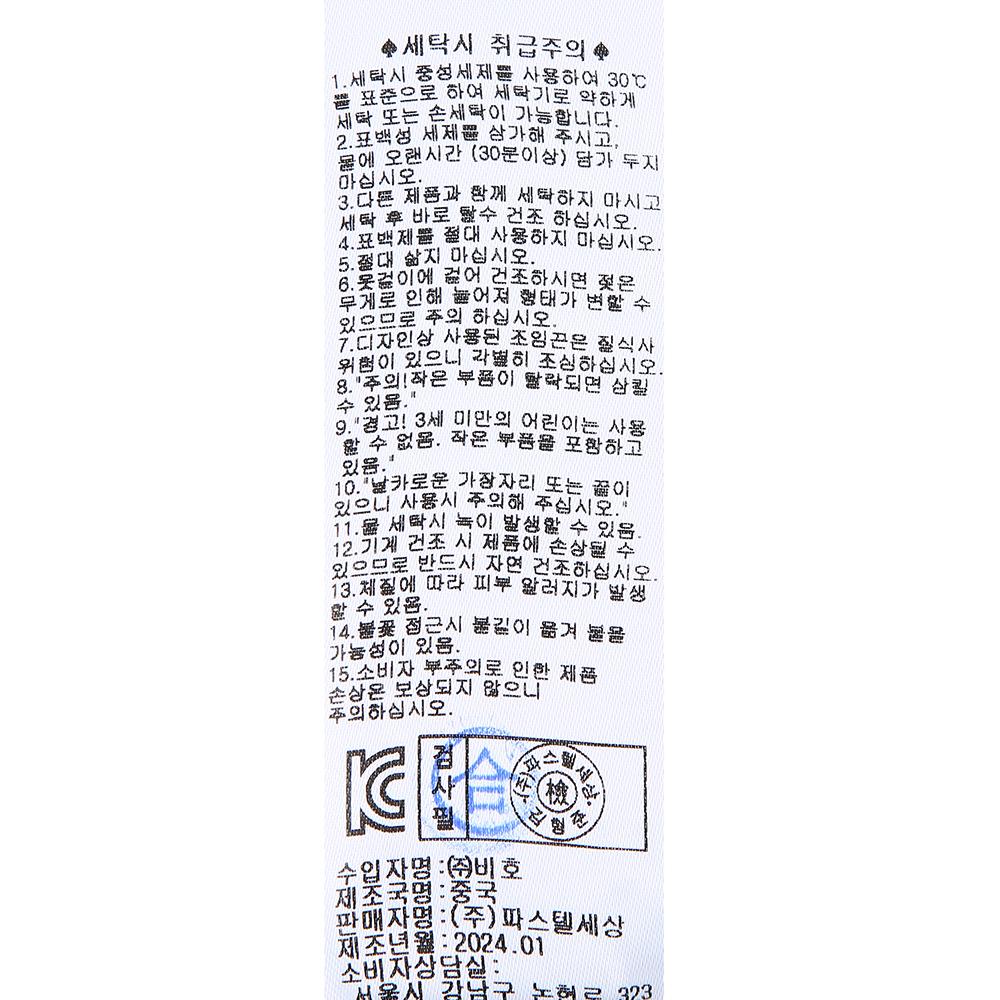 ♠세탁시 취급주의♠
1.세탁시 중성세제를 사용하여 30℃
를 표준으로 하여 세탁기로 약하게
세탁 또는 손세탁이 가능합니다.
2.표백성 세제를 삼가해 주시고,
물에 오랜시간 (30분이상) 담가 두지
마십시오.
3.다른 제품과 함께 세탁하지 마시고
세탁 후 바로 탈수 건조 하십시오.
4.표백제를 절대 사용하지 마십시오.
5.절대 삶지 마십시오.
6.옷걸이에 걸어 건조하시면 젖은
무게로 인해 늘어져 형태가 변할 수
있으므로 주의 하십시오.
7.디자인상 사용된 조임끈은 질식사
위험이 있으니 각별히 조심하십시오.
8."주의!작은 부품이 탈락되면 삼킬
수 있음."
9."경고! 3세 미만의 어린이는 사용
할 수 없음. 작은 부품을 포함하고
있음."
10."날카로운 가장자리 또는 끝이
있으니 사용시 주의해 주십시오."
11.물 세탁시 녹이 발생할 수 있음.
12.기계 건조 시 제품에 손상될 수
있으므로 반드시 자연 건조하십시오.
13.체질에 따라 피부 알러지가 발생
할 수 있음.
14.불꽃 접근시 불길이 옮겨 붙을
가능성이 있음.
15.소비자 부주의로 인한 제품
손상은 보상되지 않으니
주의하십시오.
KC
검사필
合
(주)파스텔세상
檢
김형준
수입자명:㈜비호
제조국명:중국
판매자명:(주)파스텔세상
제조년월:2024.01
소비자상담실:
서울시 강남구 논현로 323